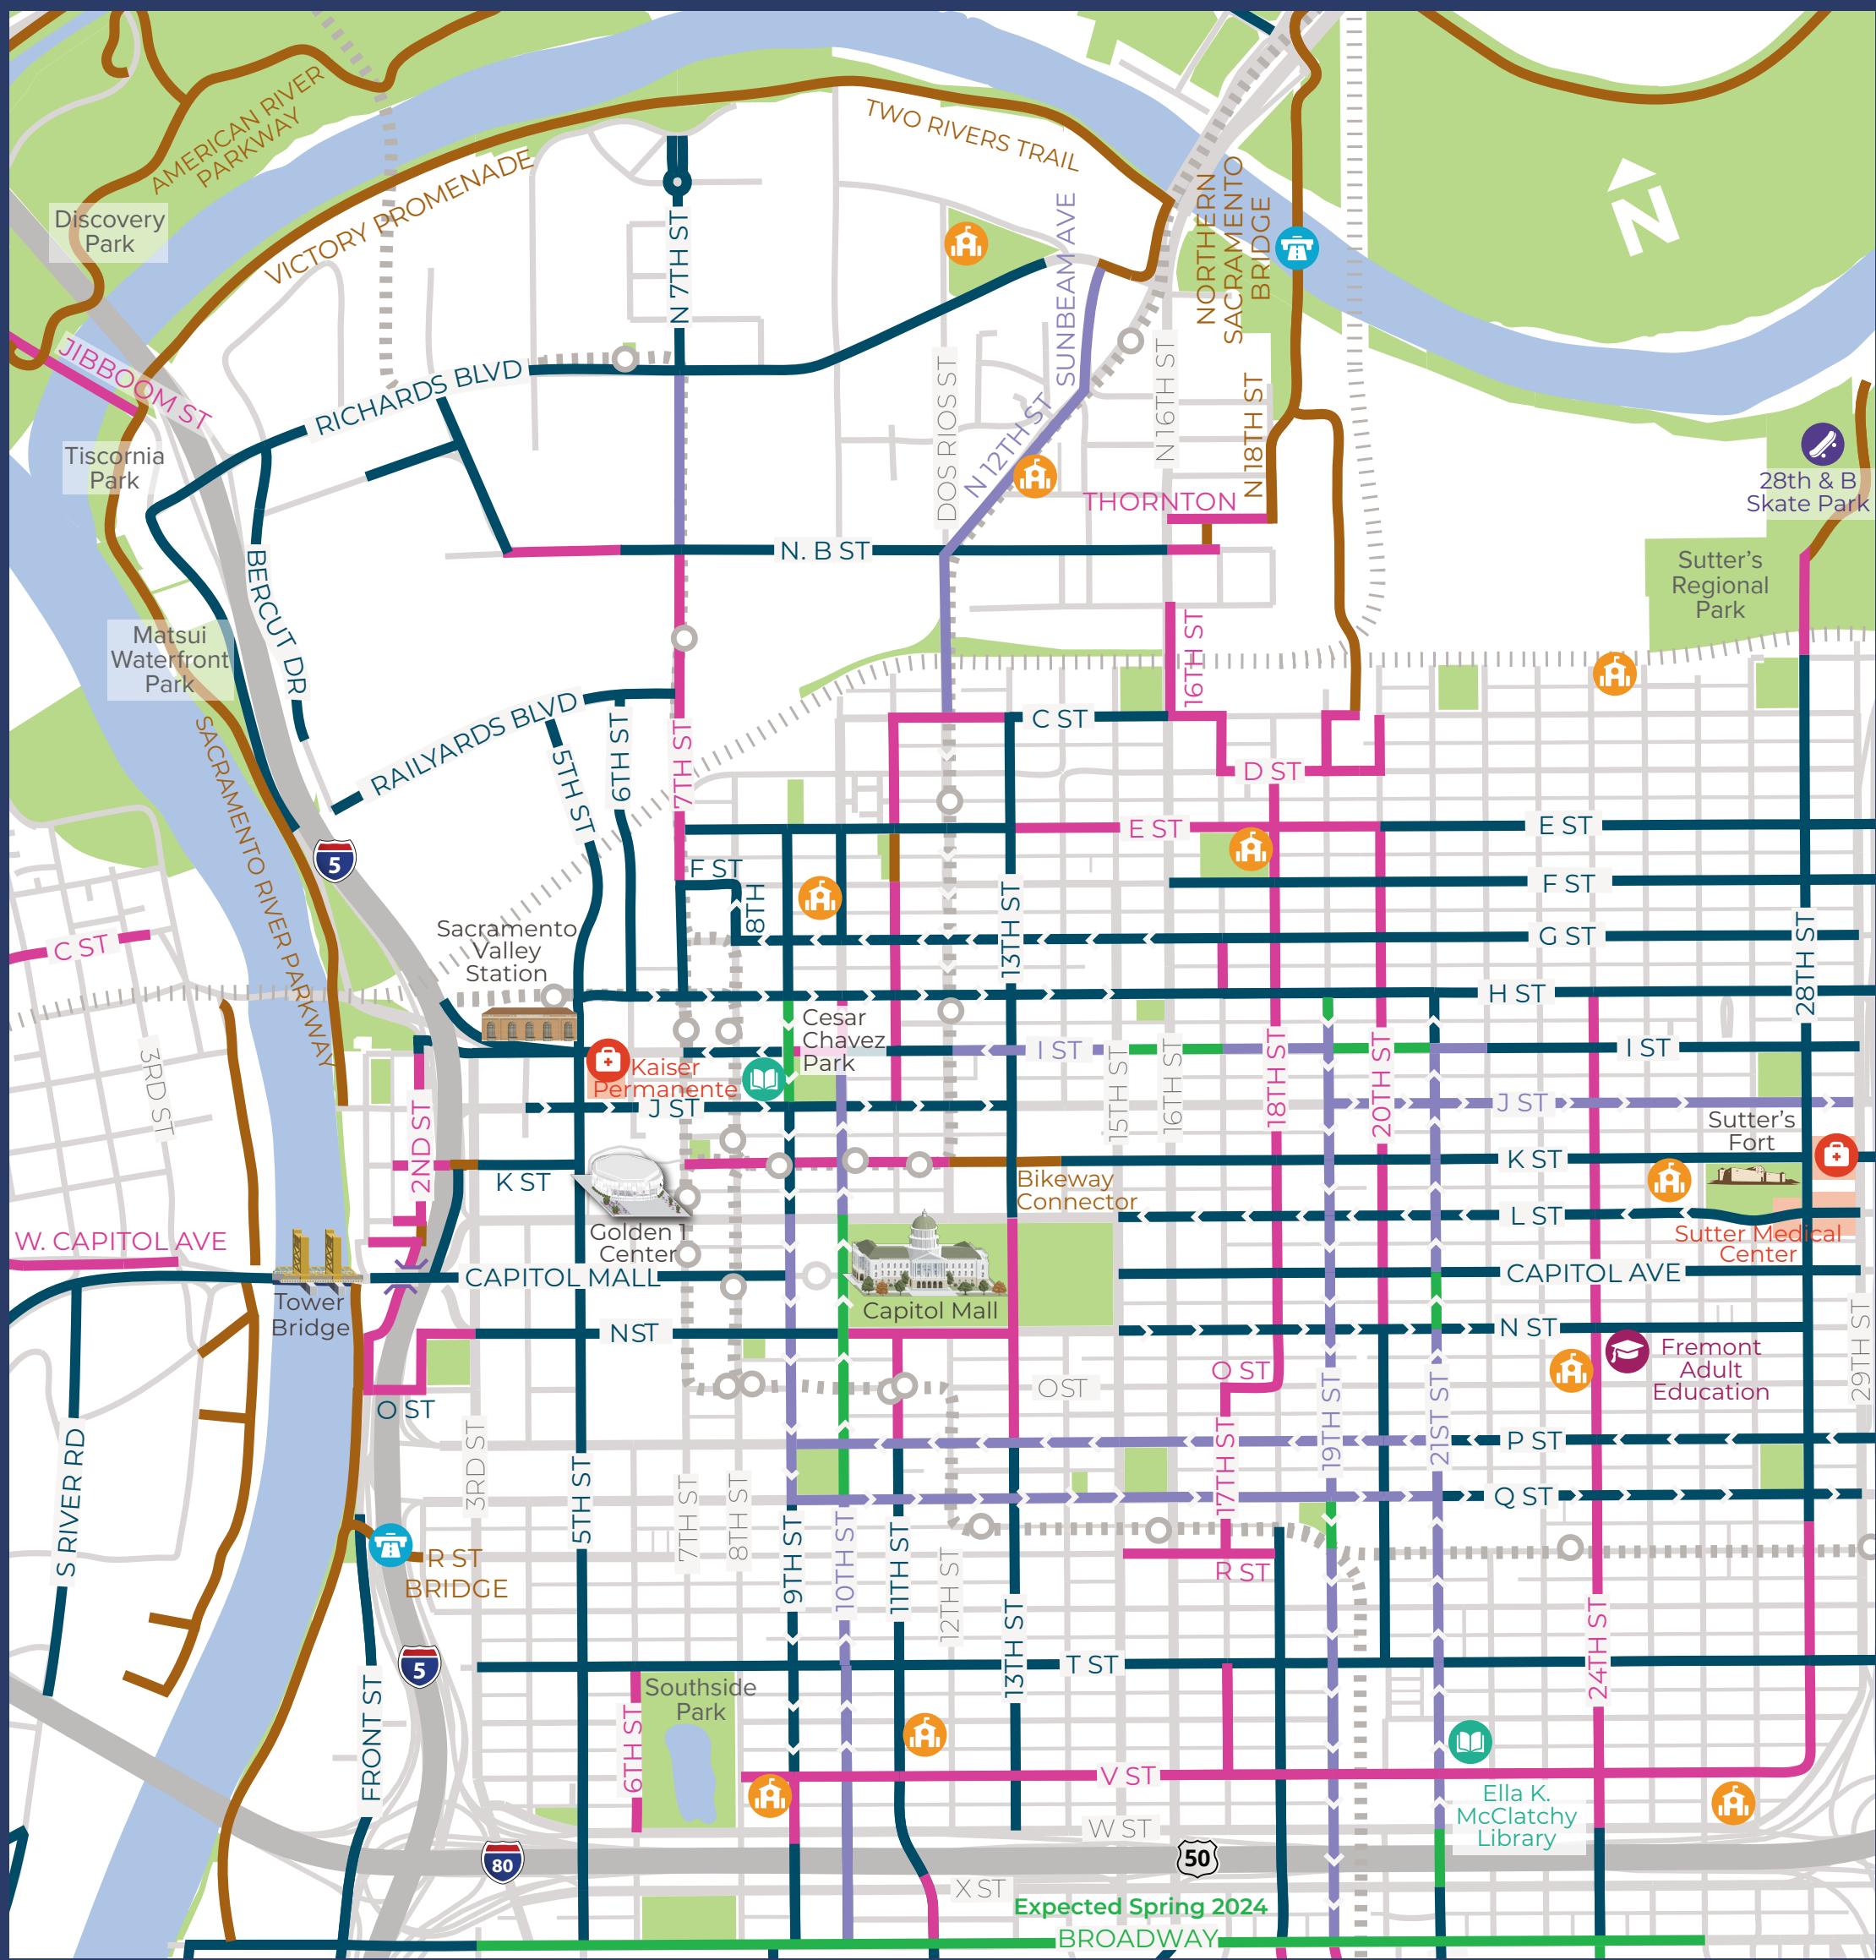 AMERICAN RIVER
PARKWAY
TWO RIVERS TRAIL
VICTORY PROMENADE
Discovery
Park
N 7TH ST
SUNBEAM AVE
NORTHERN
SACRAMENTO
BRIDGE
N
JIBBOOM ST
RICHARDS BLVD
DOS RIOS ST
N 12TH ST
N 16TH ST
N 18TH ST
Tiscornia
Park
28th & B
Skate Park
THORNTON
N. B ST
BERCUT DR
Sutter's
Regional
Park
Matsui
Waterfront
Park
16TH ST
SACRAMENTO RIVER PARKWAY
RAILYARDS BLVD
5TH ST
6TH ST
7TH ST
C ST
D ST
E ST
E ST
5
F ST
8TH
F ST
13TH ST
28TH ST
C ST
Sacramento
Valley
Station
G ST
H ST
Cesar
Chavez
Park
3RD ST
Kaiser
Permanente
I ST
I ST
15TH ST
16TH ST
18TH ST
20TH ST
2ND ST
J ST
J ST
Sutter's
Fort
K ST
K ST
Bikeway
Connector
L ST
Golden 1
Center
Sutter Medical
Center
W. CAPITOL AVE
CAPITOL MALL
CAPITOL AVE
Tower
Bridge
Capitol Mall
NST
N ST
Fremont
Adult
Education
29TH ST
O ST
OST
O ST
S RIVER RD
3RD ST
5TH ST
7TH ST
8TH ST
17TH ST
19TH ST
21ST ST
P ST
Q ST
9TH ST
10TH ST
11TH ST
12TH ST
R ST
BRIDGE
R ST
13TH ST
24TH ST
5
T ST
FRONT ST
6TH ST
Southside
Park
V ST
Ella K.
McClatchy
Library
W ST
80
50
X ST
Expected Spring 2024
BROADWAY